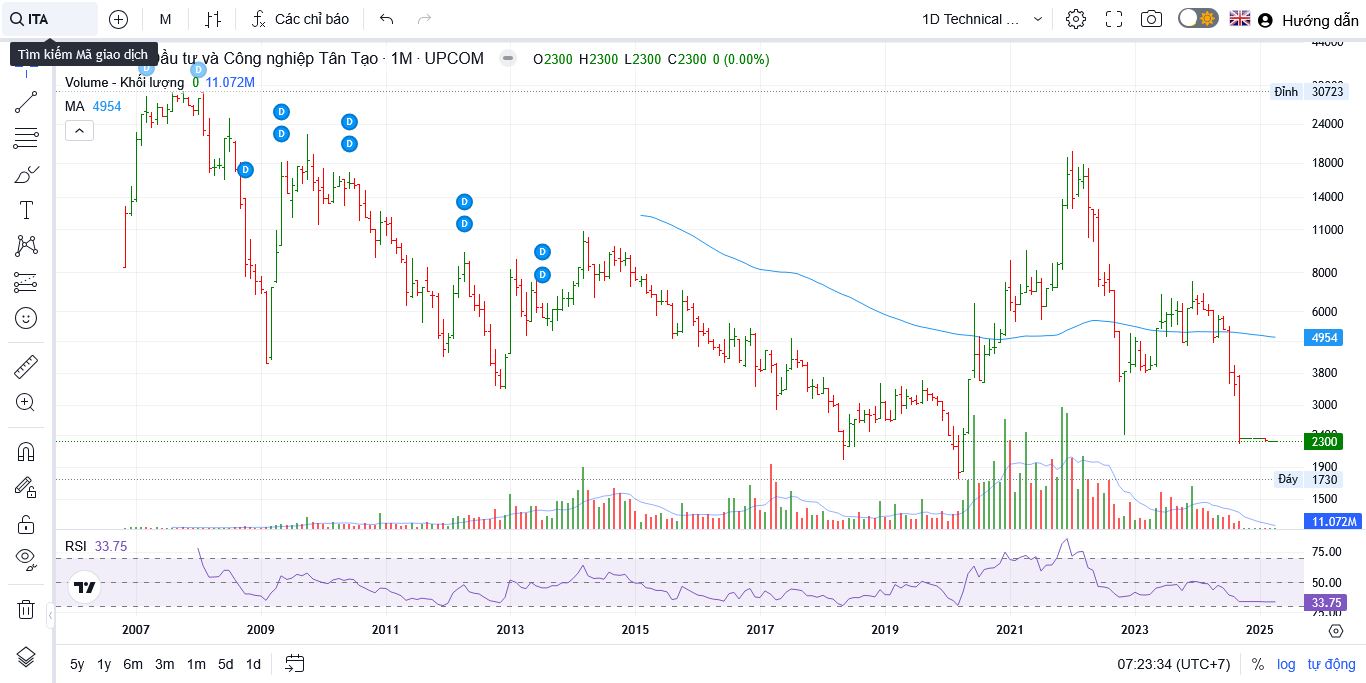 ITA
M
Các chỉ báo
1D Technical ...
Hướng dẫn
Tìm kiếm Mã giao dịch
ầu tư và Công nghiệp Tân Tạo · 1M · UPCOM
O2300 H2300 L2300 C2300 0 (0.00%)
Volume - Khối lượng 0 11.072M
MA 4954
D
D
D
D
D
D
D
D
D
D
D
44000
Đỉnh 30723
24000
18000
14000
11000
8000
6000
4954
3800
3000
2400
2300
1900
Đáy 1730
1500
11.072M
RSI 33.75
75.00
50.00
33.75
25.00
2007 2009 2011 2013 2015 2017 2019 2021 2023 2025
5y 1y 6m 3m 1m 5d 1d
07:23:34 (UTC+7) % log tự động